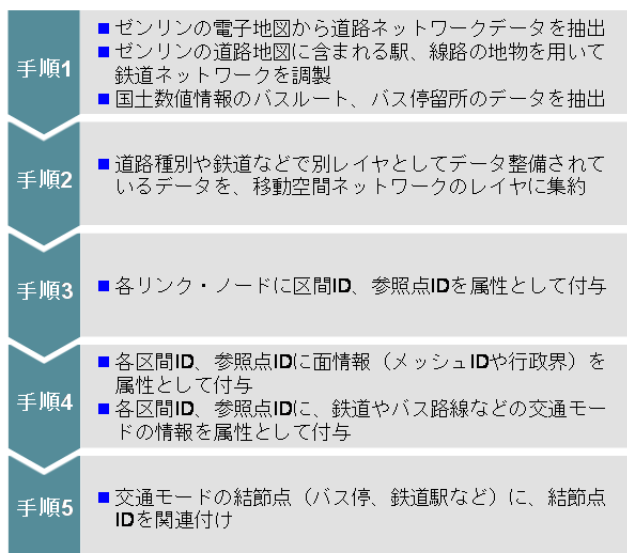 手順1
■ゼンリンの電子地図から道路ネットワークデータを抽出
■ゼンリンの道路地図に含まれる駅、線路の地物を用いて
鉄道ネットワークを調製
■国土数値情報のバスルート、バス停留所のデータを抽出
手順2
■道路種別や鉄道などで別レイヤとしてデータ整備されて
いるデータを、移動空間ネットワークのレイヤに集約
手順3
■各リンク・ノードに区間ID、参照点IDを属性として付与
手順4
■各区間ID、参照点IDに面情報（メッシュIDや行政界）を
属性として付与
■各区間ID、参照点IDに、鉄道やバス路線などの交通モー
ドの情報を属性として付与
手順5
■交通モードの結節点（バス停、鉄道駅など）に、結節点
IDを関連付け